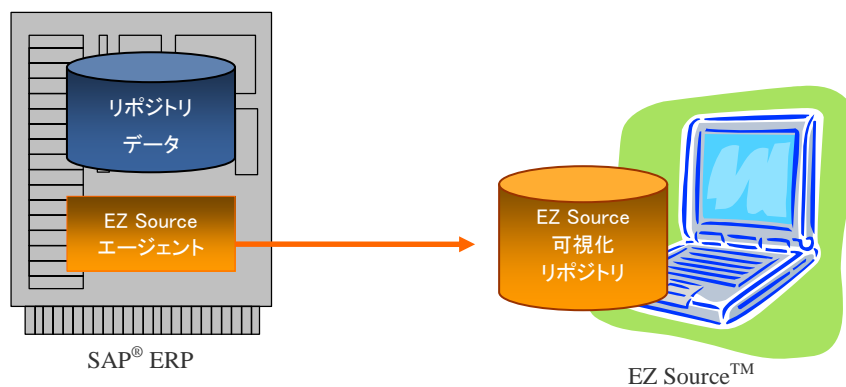 リポジトリ
データ
EZ Source
エージェント
SAP® ERP
EZ Source
可視化
リポジトリ
EZ Source™